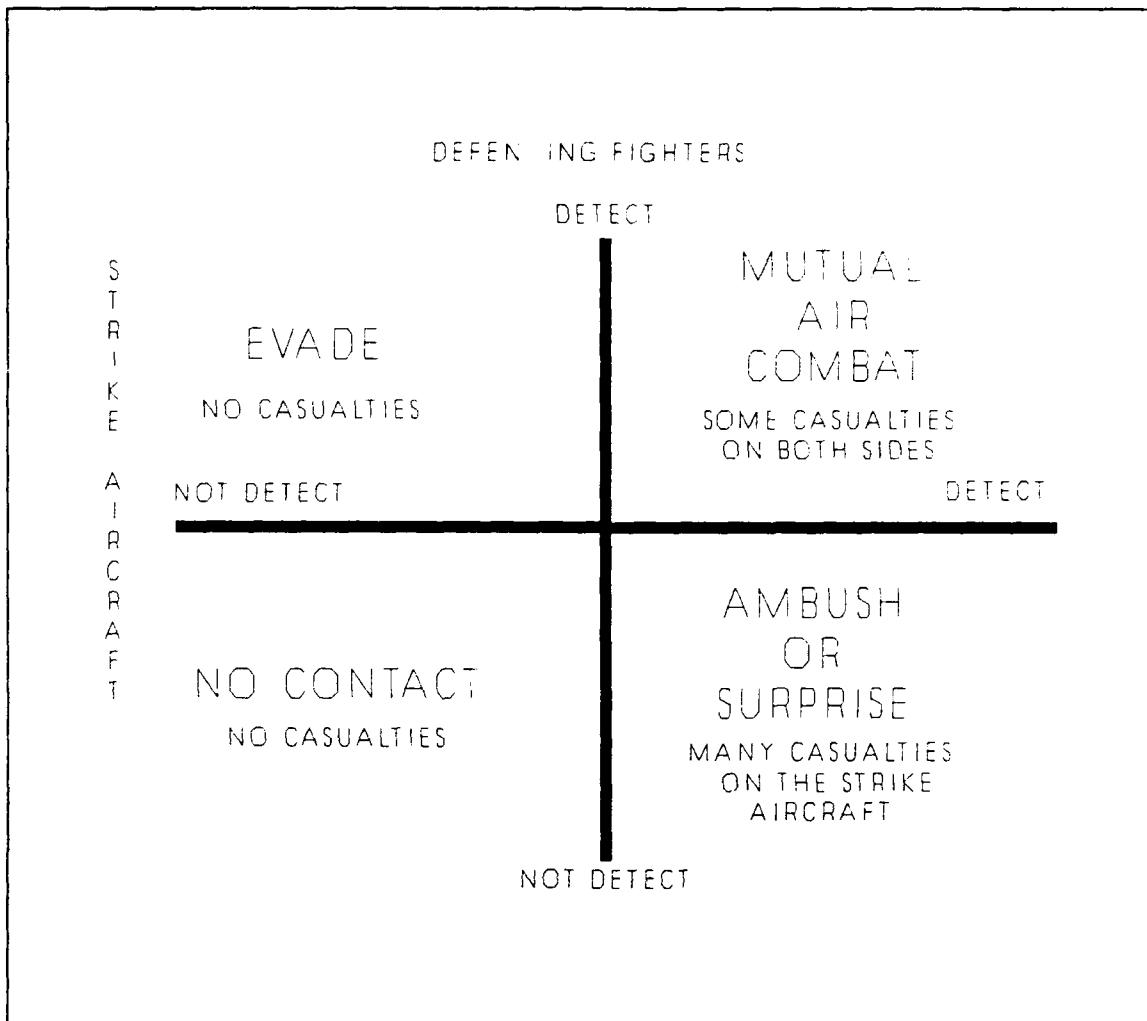 DEFEN ING FIGHTERS
DETECT
STRIKE AIRCRAFT
EVADE
NO CASUALTIES
MUTUAL
AIR
COMBAT
SOME CASUALTIES
ON BOTH SIDES
NOT DETECT
DETECT
NO CONTACT
NO CASUALTIES
AMBUSH
OR
SURPRISE
MANY CASUALTIES
ON THE STRIKE
AIRCRAFT
NOT DETECT